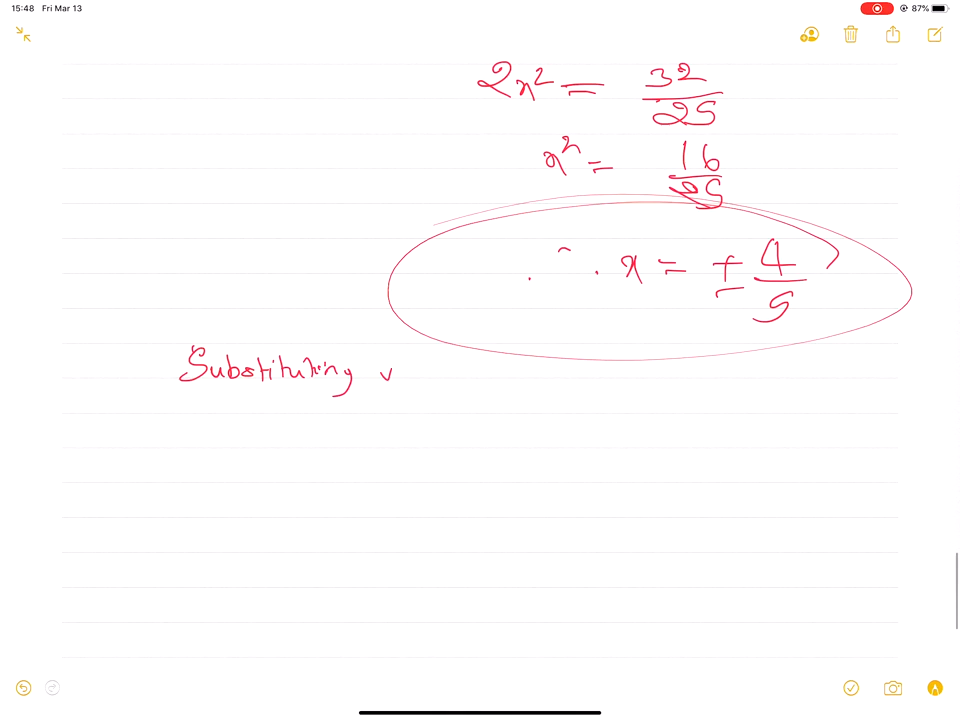 15:48 Fri Mar 13 87%
2x² = 32/25
x² = 16/25
∴ x = ± 4/5
Substituting v